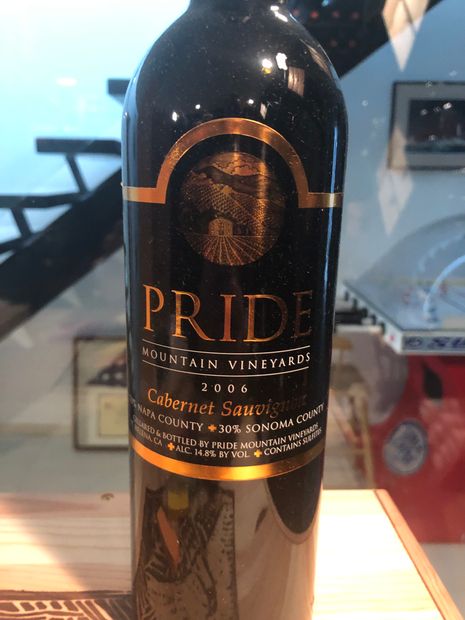 PRIDE
MOUNTAIN VINEYARDS
2006
Cabernet Sauvignon
NAPA COUNTY ✚ 30% SONOMA COUNTY
& BOTTLED BY PRIDE MOUNTAIN VINEYARDS
CA ✚ ALC. 14.8% BY VOL. ✚ CONTAINS SULFITES